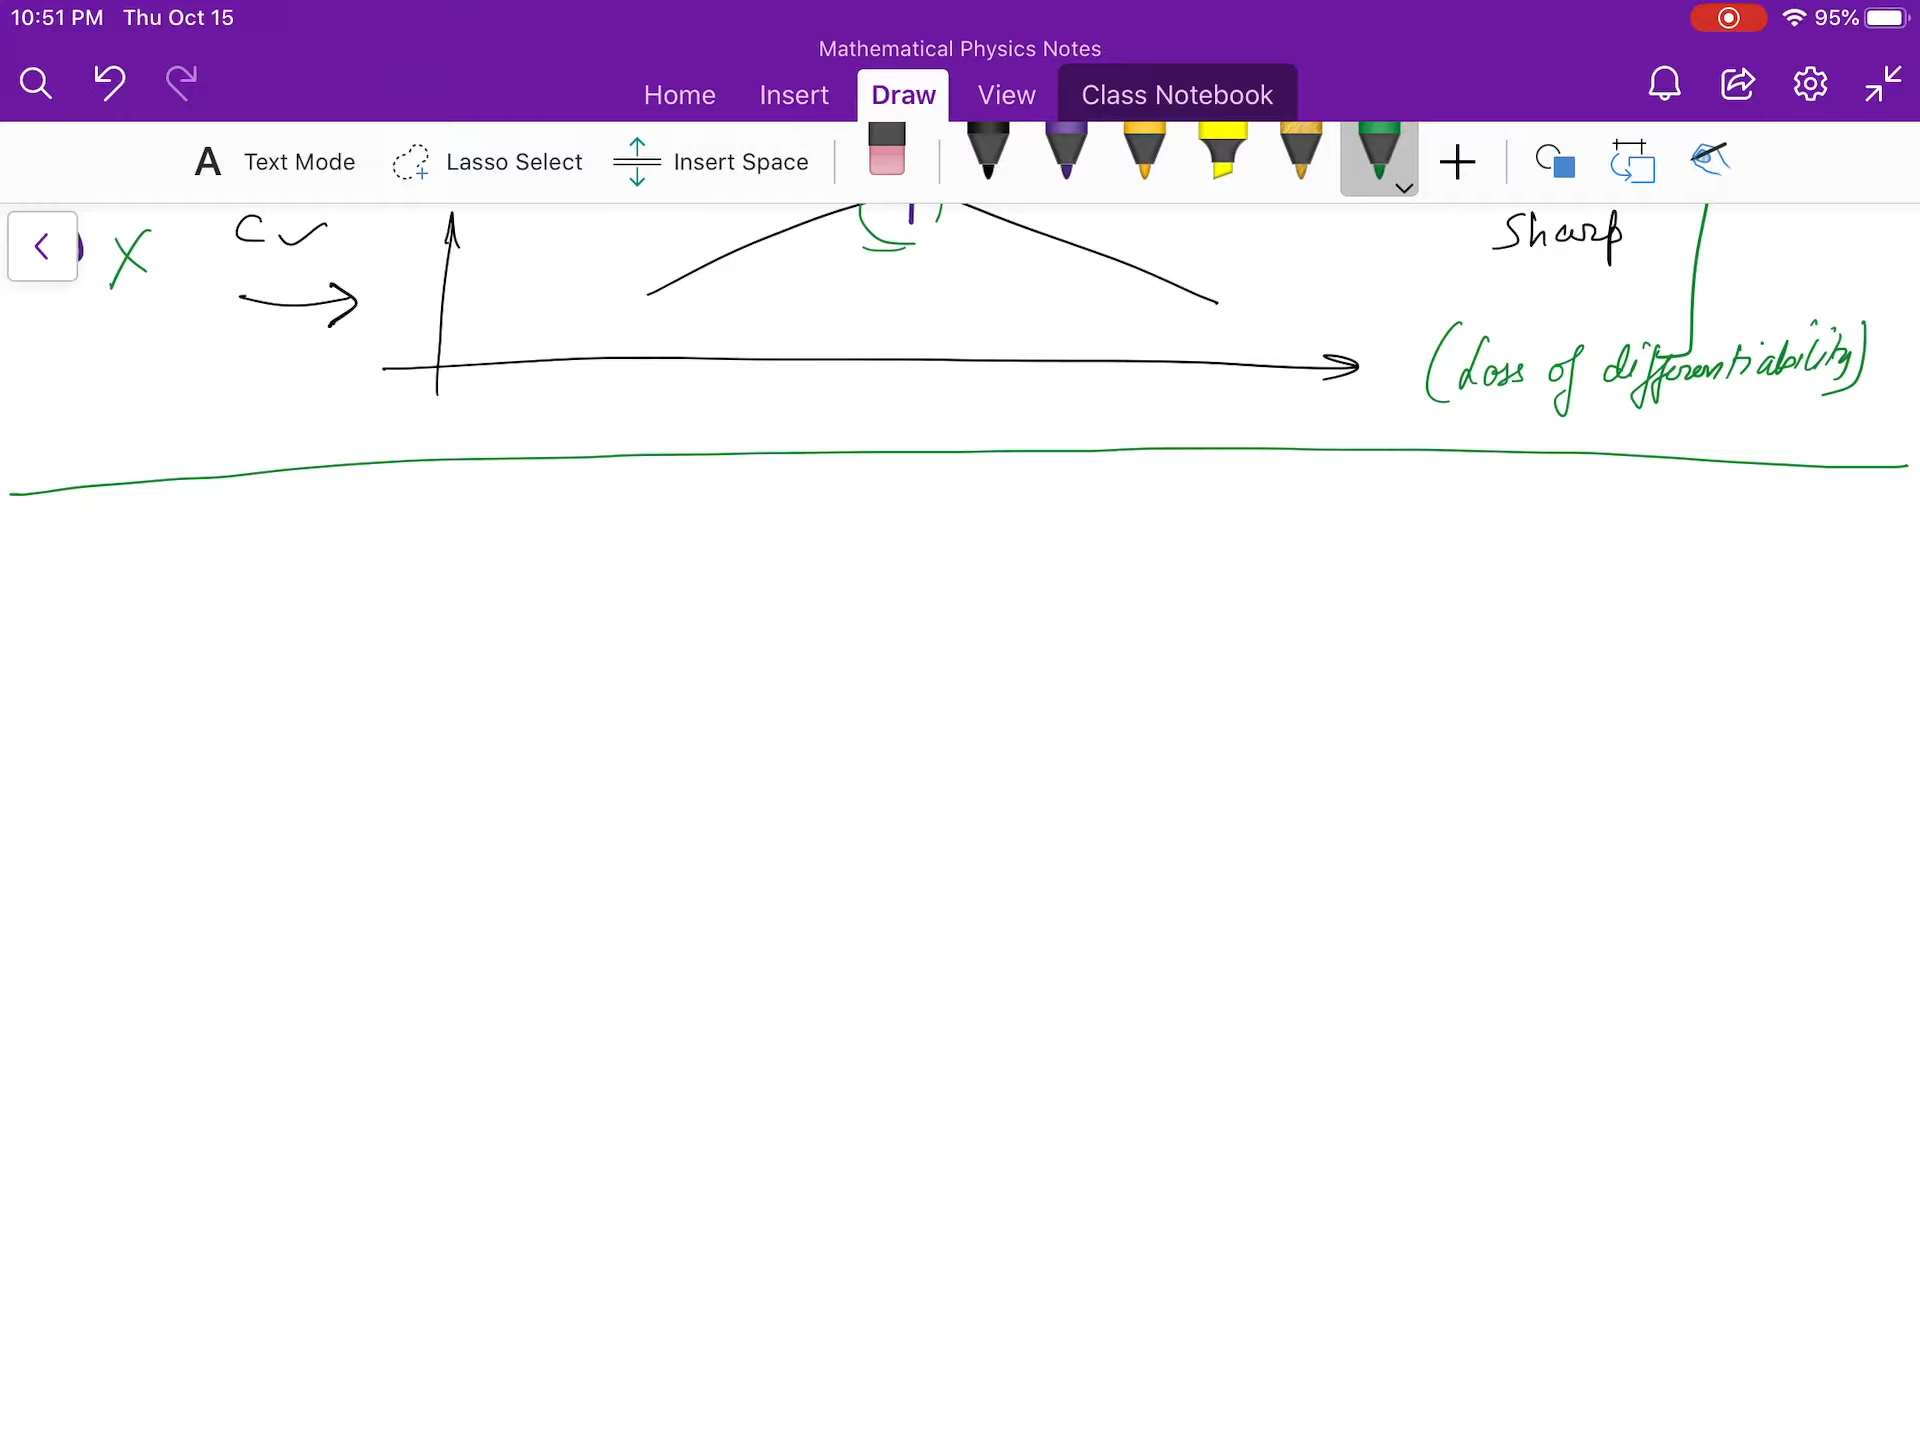 10:51 PM Thu Oct 15
95%
Mathematical Physics Notes
Home Insert Draw View Class Notebook
A Text Mode Lasso Select Insert Space
X C ✓ Sharp
(Loss of differentiability)